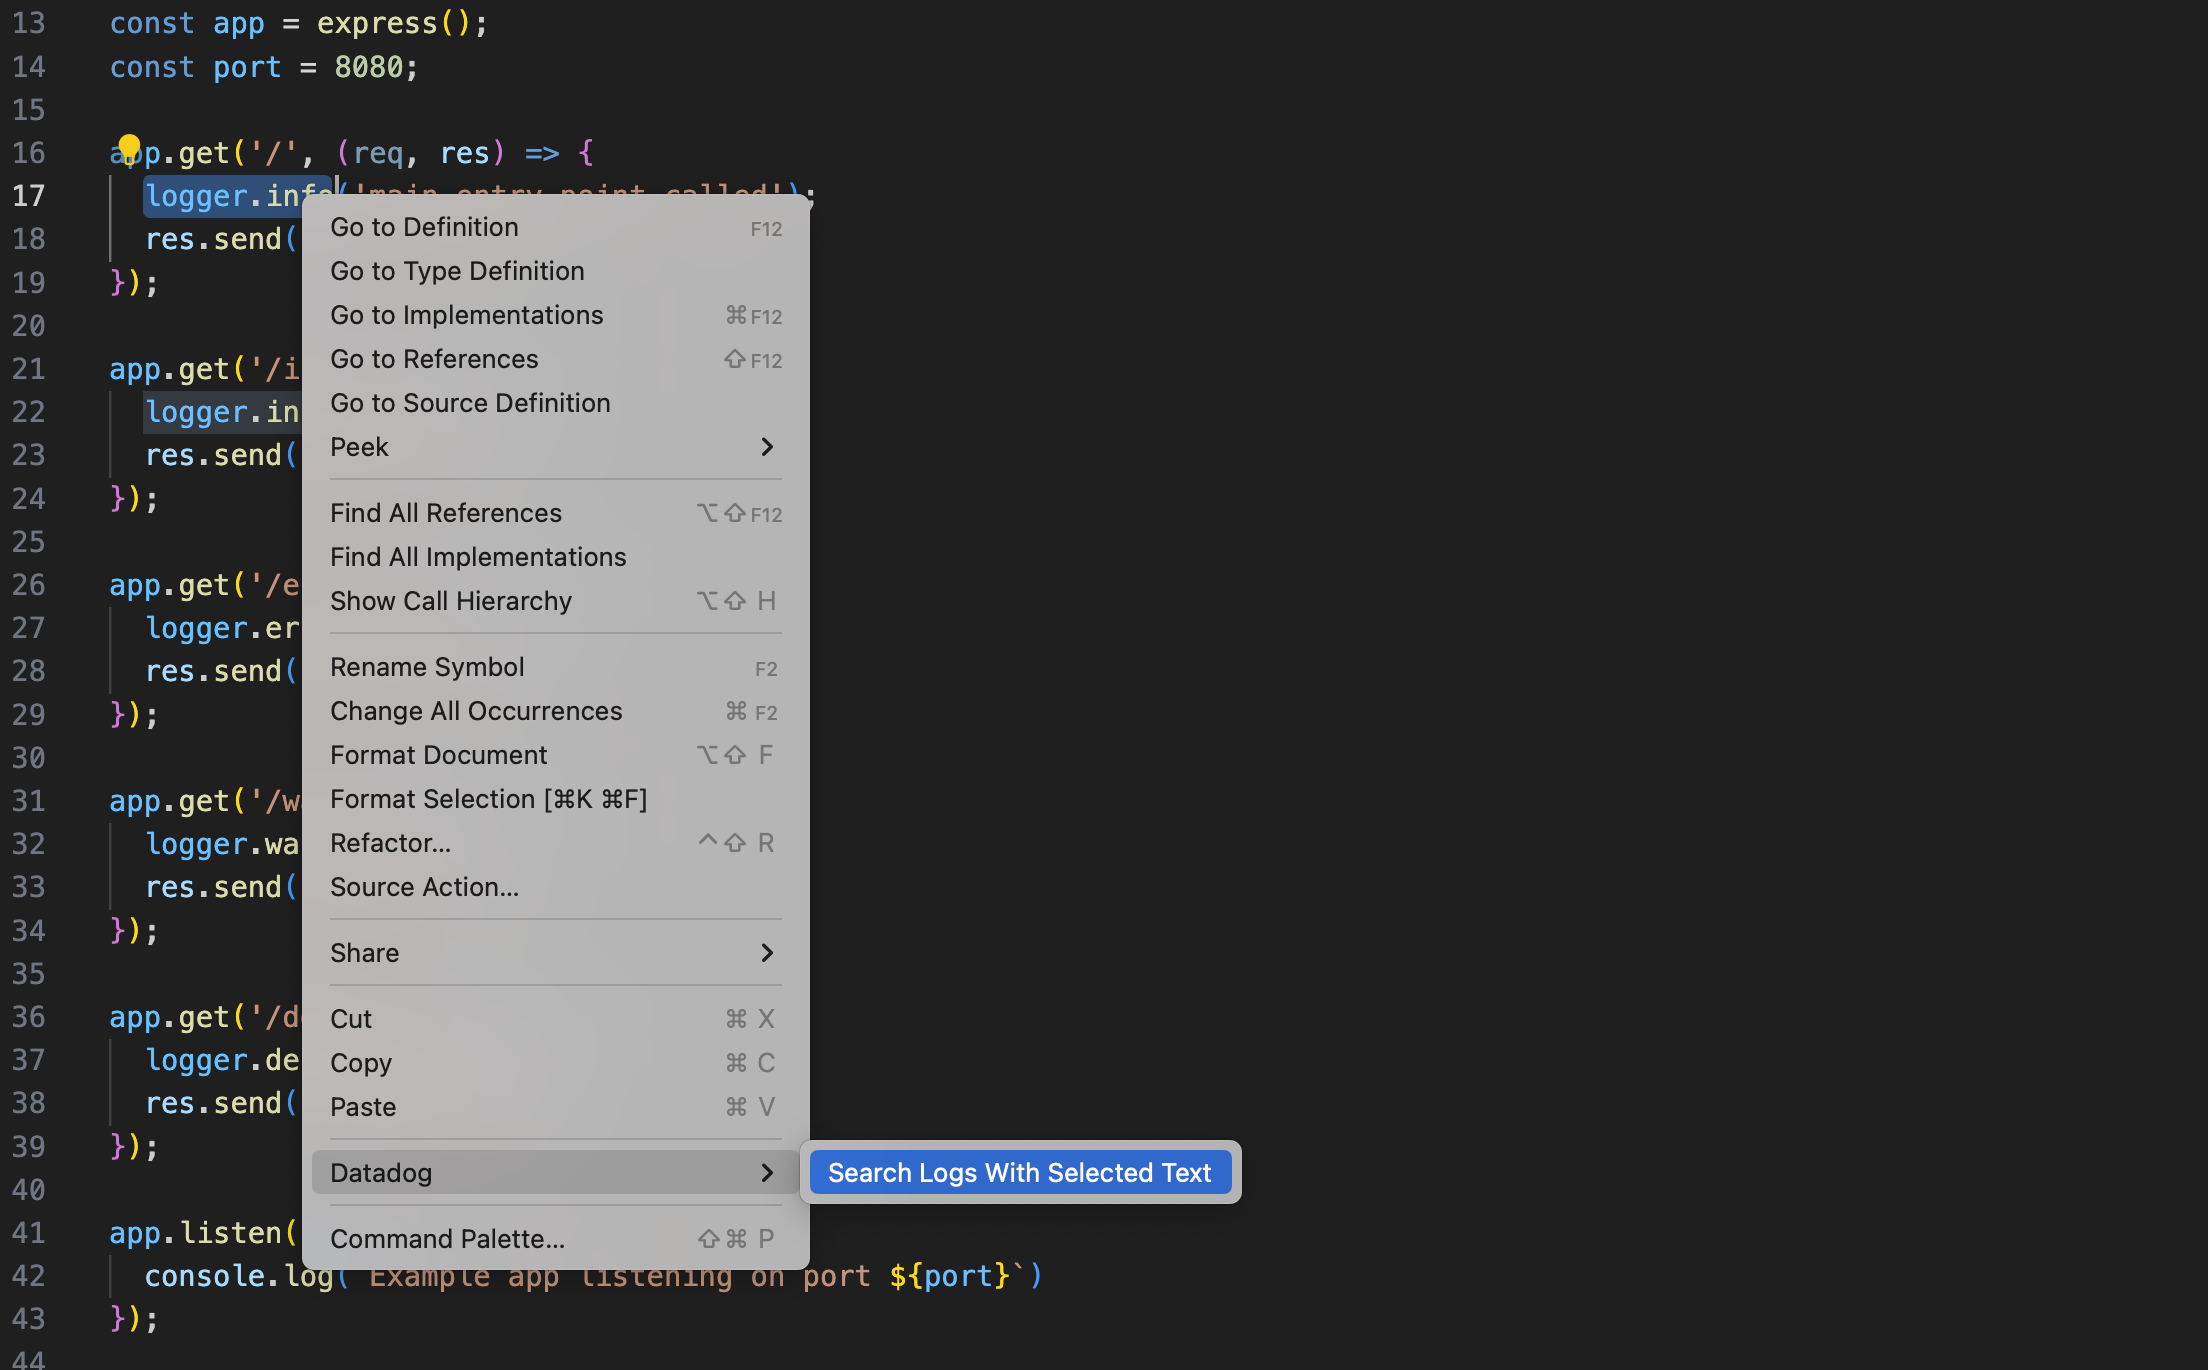 13 const app = express();
14 const port = 8080;
15
16 app.get('/', (req, res) => {
17 logger.info('main entry point called');
18 res.send(
19 });
20
21 app.get('/i
22 logger.in
23 res.send(
24 });
25
26 app.get('/e
27 logger.er
28 res.send(
29 });
30
31 app.get('/w
32 logger.wa
33 res.send(
34 });
35
36 app.get('/d
37 logger.de
38 res.send(
39 });
40
41 app.listen(
42 console.log(`Example app listening on port ${port}`)
43 });
44
Go to Definition F12
Go to Type Definition
Go to Implementations ⌘F12
Go to References ⇧F12
Go to Source Definition
Peek
Find All References ⌥⇧F12
Find All Implementations
Show Call Hierarchy ⌥⇧ H
Rename Symbol F2
Change All Occurrences ⌘ F2
Format Document ⌥⇧ F
Format Selection [⌘K ⌘F]
Refactor... ^⇧ R
Source Action...
Share
Cut ⌘ X
Copy ⌘ C
Paste ⌘ V
Datadog
Search Logs With Selected Text
Command Palette... ⇧⌘ P